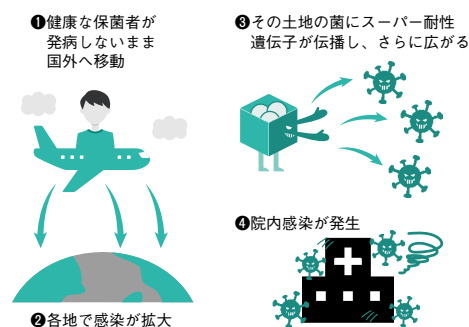 ❶健康な保菌者が
発病しないまま
国外へ移動
❷各地で感染が拡大
❸その土地の菌にスーパー耐性
遺伝子が伝播し、さらに広がる
❹院内感染が発生